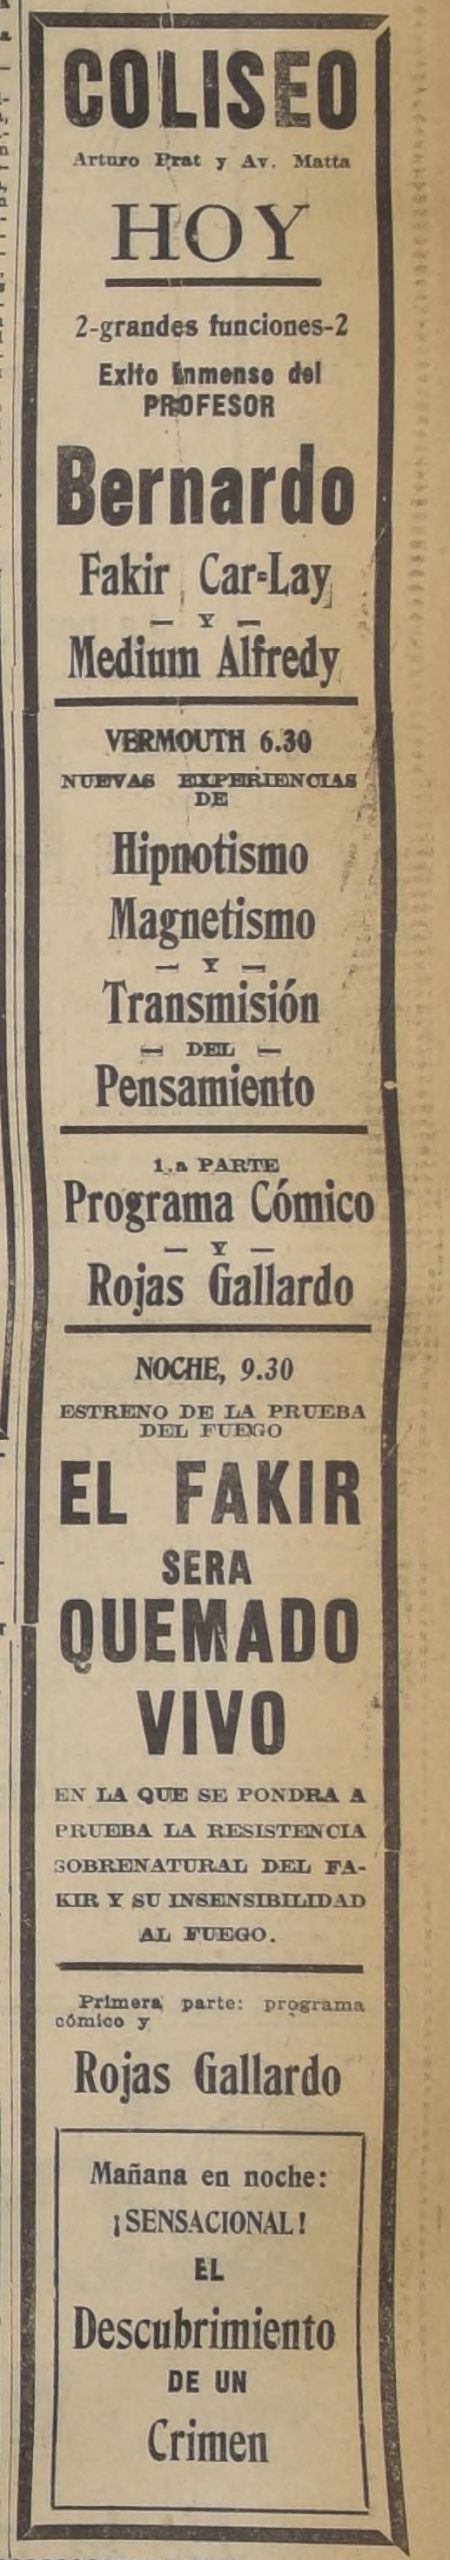 COLISEO
Arturo Prat y Av. Matta
HOY
2-grandes funciones-2
Exito inmenso del
PROFESOR
Bernardo
Fakir Car-Lay
— Y —
Medium Alfredy
VERMOUTH 6.30
NUEVAS EXPERIENCIAS
DE
Hipnotismo
Magnetismo
— Y —
Transmisión
— DEL —
Pensamiento
1.a PARTE
Programa Cómico
— Y —
Rojas Gallardo
NOCHE, 9.30
ESTRENO DE LA PRUEBA
DEL FUEGO
EL FAKIR
SERA
QUEMADO
VIVO
EN LA QUE SE PONDRA A
PRUEBA LA RESISTENCIA
SOBRENATURAL DEL FA-
KIR Y SU INSENSIBILIDAD
AL FUEGO.
Primera parte: programa
cómico y
Rojas Gallardo
Mañana en noche:
¡SENSACIONAL!
EL
Descubrimiento
DE UN
Crimen